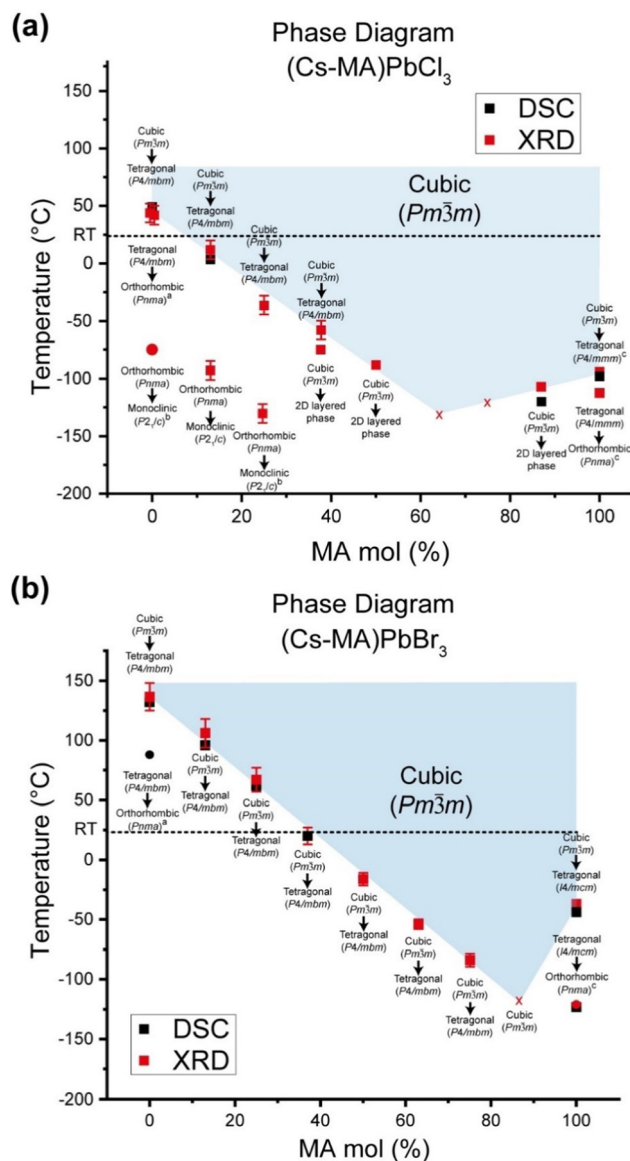 (a)
Phase Diagram
(Cs-MA)PbCl₃
DSC
XRD
Cubic
(Pm3̄m)
Temperature (°C)
150
100
50
RT
0
-50
-100
-150
-200
Cubic
(Pm3̄m)
Tetragonal
(P4/mbm)
Tetragonal
(P4/mbm)
Orthorhombic
(Pnma)ᵃ
Orthorhombic
(Pnma)
Monoclinic
(P2₁/c)ᵇ
Cubic
(Pm3̄m)
Tetragonal
(P4/mbm)
Orthorhombic
(Pnma)
Monoclinic
(P2₁/c)
Cubic
(Pm3̄m)
Tetragonal
(P4/mbm)
Orthorhombic
(Pnma)
Monoclinic
(P2₁/c)ᵇ
Cubic
(Pm3̄m)
Tetragonal
(P4/mbm)
Cubic
(Pm3̄m)
2D layered
phase
Cubic
(Pm3̄m)
2D layered
phase
x
x
Cubic
(Pm3̄m)
2D layered
phase
Cubic
(Pm3̄m)
Tetragonal
(P4/mmm)ᶜ
Tetragonal
(P4/mmm)
Orthorhombic
(Pnma)ᶜ
0 20 40 60 80 100
MA mol (%)
(b)
Phase Diagram
(Cs-MA)PbBr₃
Cubic
(Pm3̄m)
Temperature (°C)
150
100
50
RT
0
-50
-100
-150
-200
Cubic
(Pm3̄m)
Tetragonal
(P4/mbm)
Tetragonal
(P4/mbm)
Orthorhombic
(Pnma)ᵃ
Cubic
(Pm3̄m)
Tetragonal
(P4/mbm)
Cubic
(Pm3̄m)
Tetragonal
(P4/mbm)
Cubic
(Pm3̄m)
Tetragonal
(P4/mbm)
Cubic
(Pm3̄m)
Tetragonal
(P4/mbm)
Cubic
(Pm3̄m)
Tetragonal
(P4/mbm)
Cubic
(Pm3̄m)
Tetragonal
(P4/mbm)
x
Cubic
(Pm3̄m)
Cubic
(Pm3̄m)
Tetragonal
(I4/mcm)
Tetragonal
(I4/mcm)
Orthorhombic
(Pnma)ᶜ
DSC
XRD
0 20 40 60 80 100
MA mol (%)